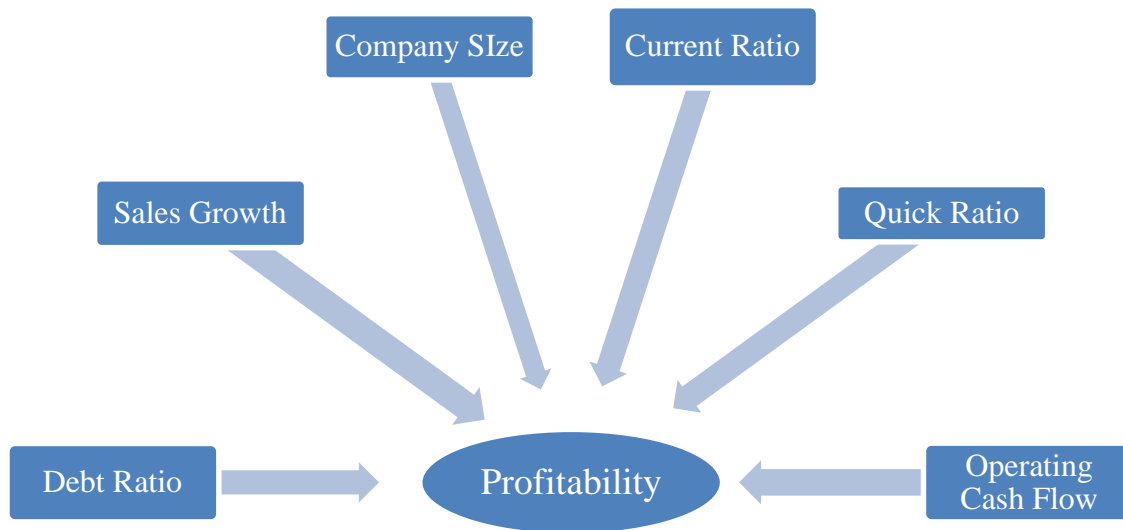 Company SIze
Current Ratio
Sales Growth
Quick Ratio
Debt Ratio
Profitability
Operating
Cash Flow